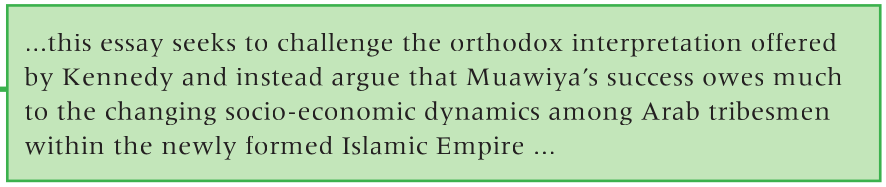 ...this essay seeks to challenge the orthodox interpretation offered
by Kennedy and instead argue that Muawiya's success owes much
to the changing socio-economic dynamics among Arab tribesmen
within the newly formed Islamic Empire ...